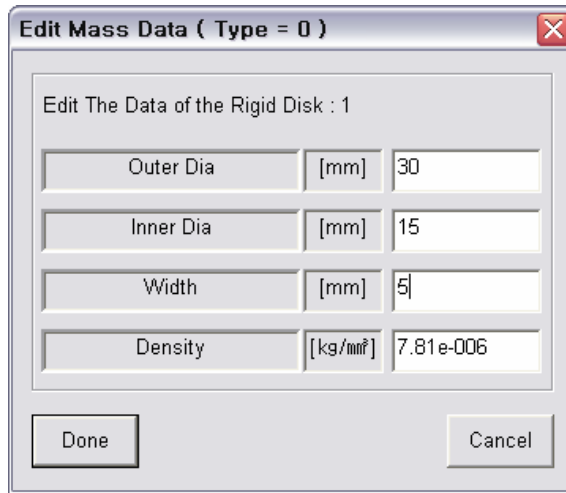 Edit Mass Data ( Type = 0 )
Edit The Data of the Rigid Disk : 1
Outer Dia [mm] 30
Inner Dia [mm] 15
Width [mm] 5
Density [kg/㎣] 7.81e-006
Done Cancel